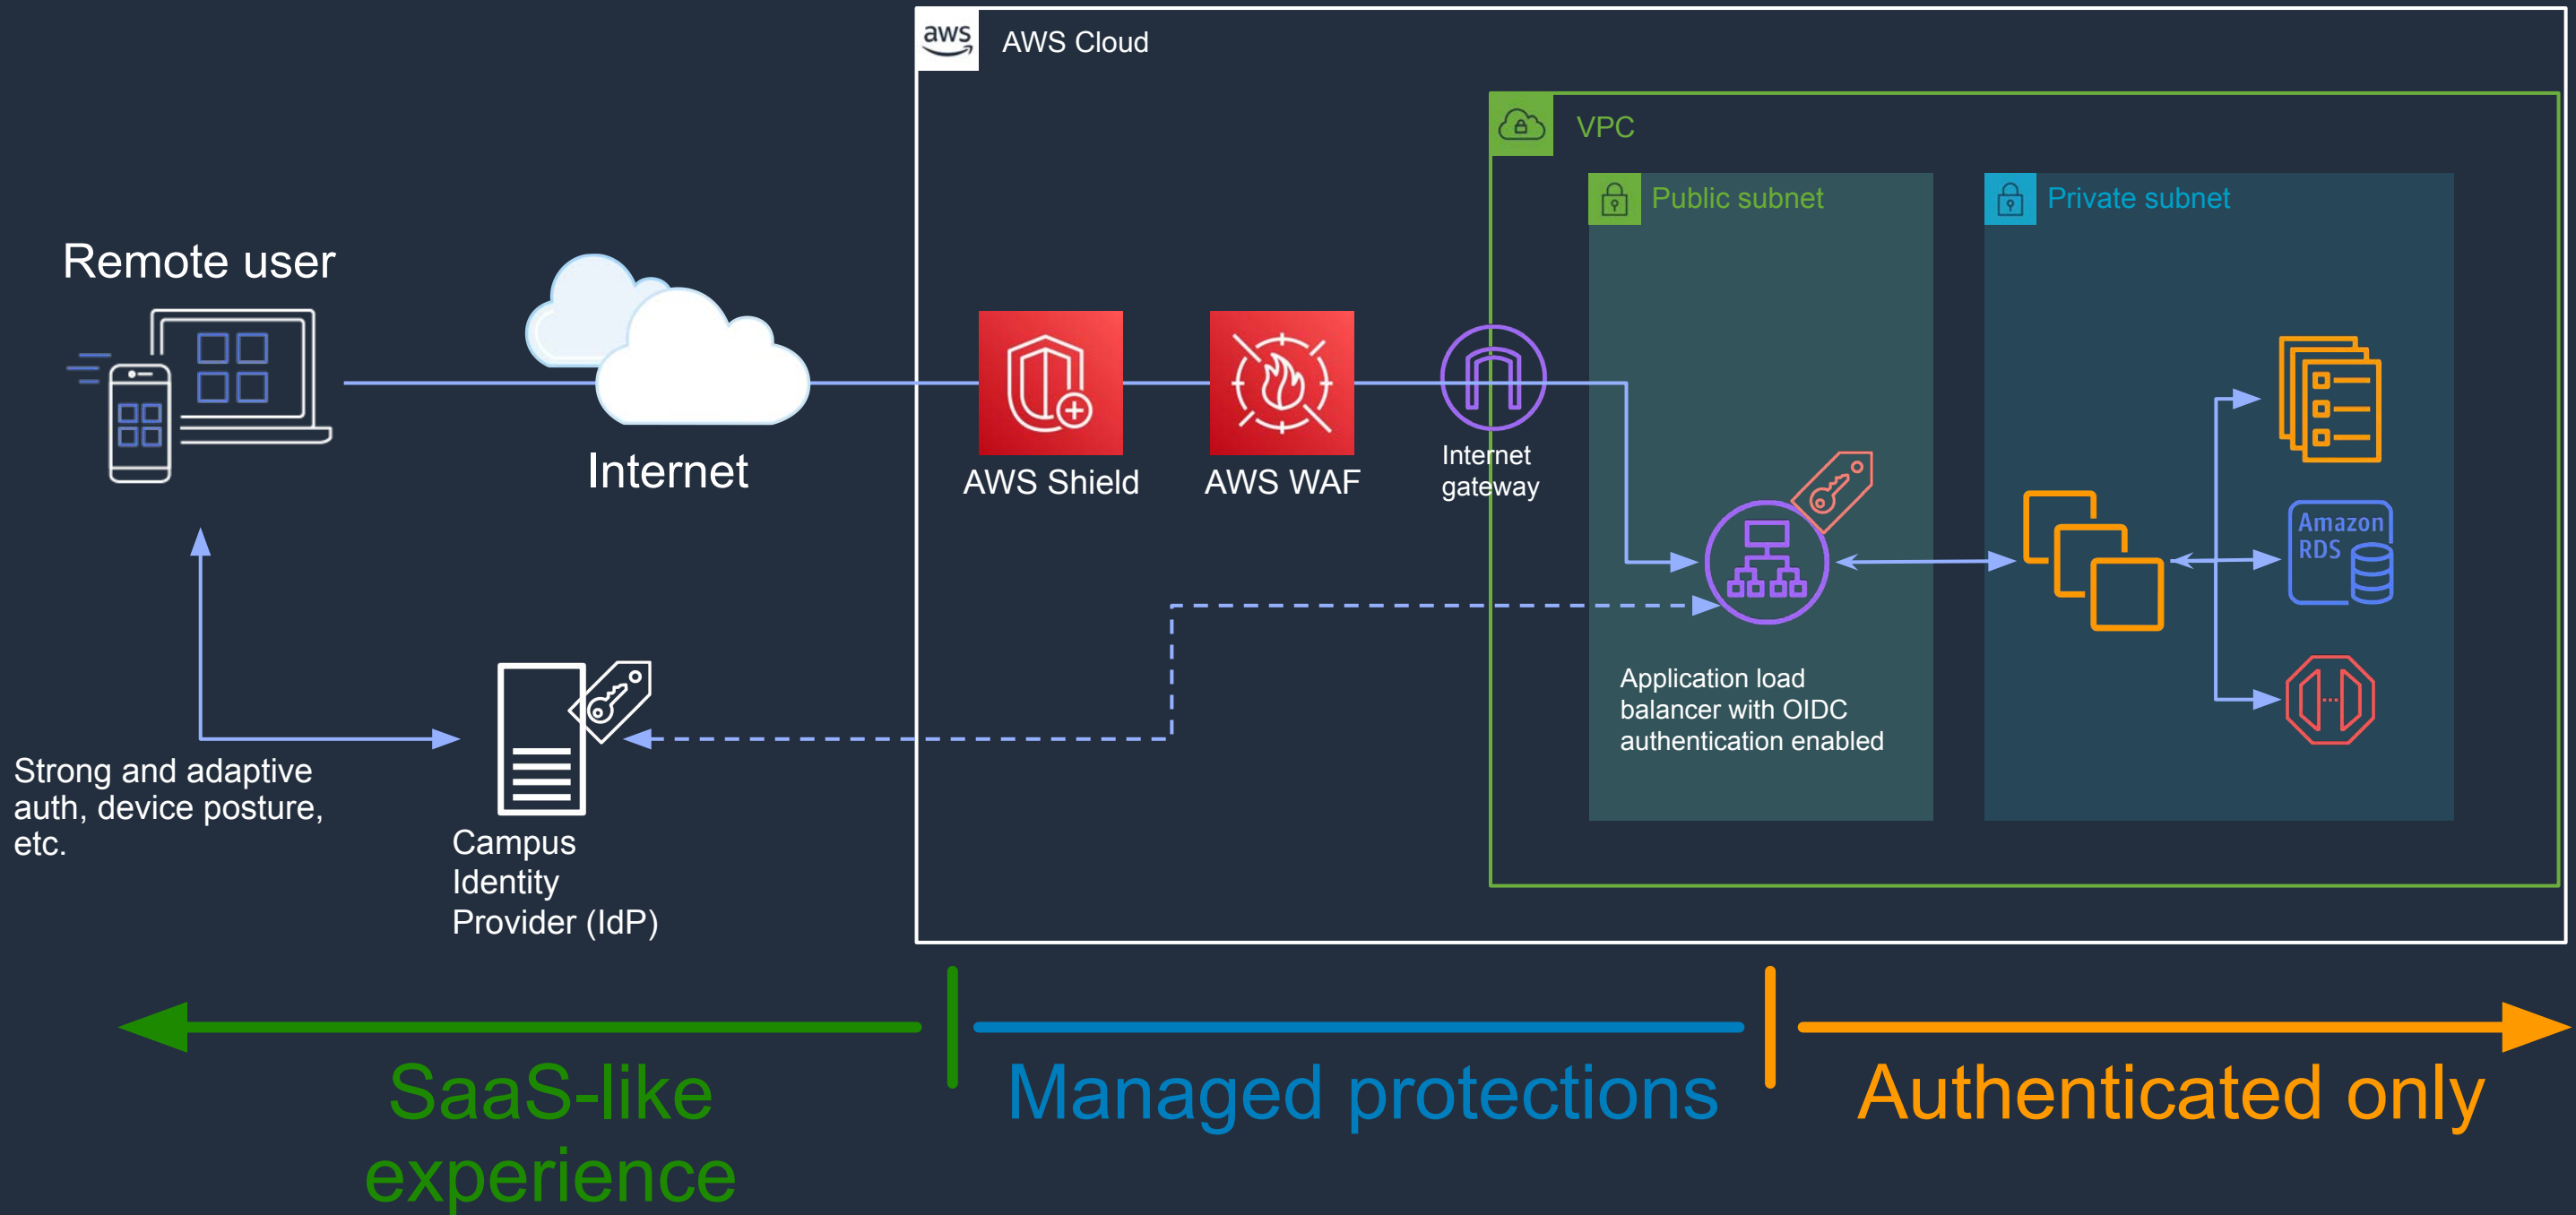 aws
AWS Cloud
VPC
Public subnet
Private subnet
Remote user
Internet
AWS Shield
AWS WAF
Internet
gateway
Amazon
RDS
Application load
balancer with OIDC
authentication enabled
Strong and adaptive
auth, device posture,
etc.
Campus
Identity
Provider (IdP)
SaaS-like
experience
Managed protections
Authenticated only